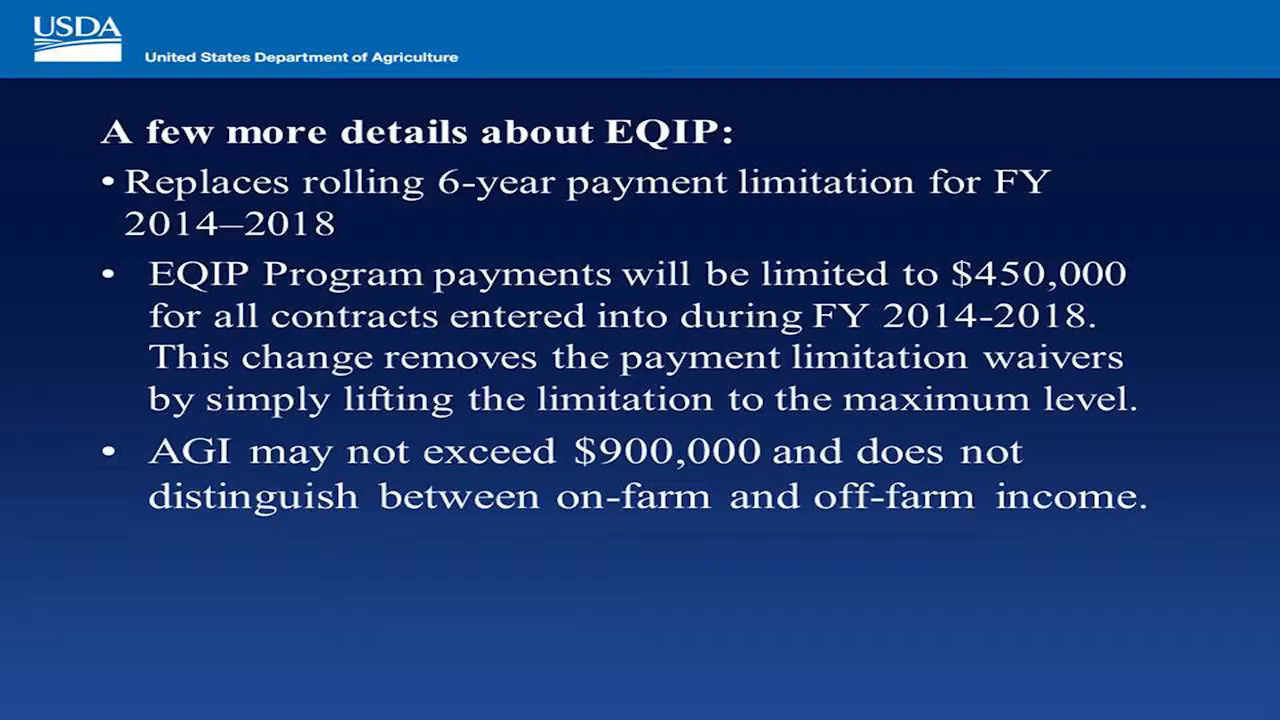 USDA
United States Department of Agriculture
A few more details about EQIP:
• Replaces rolling 6-year payment limitation for FY
2014–2018
• EQIP Program payments will be limited to $450,000
for all contracts entered into during FY 2014-2018.
This change removes the payment limitation waivers
by simply lifting the limitation to the maximum level.
• AGI may not exceed $900,000 and does not
distinguish between on-farm and off-farm income.